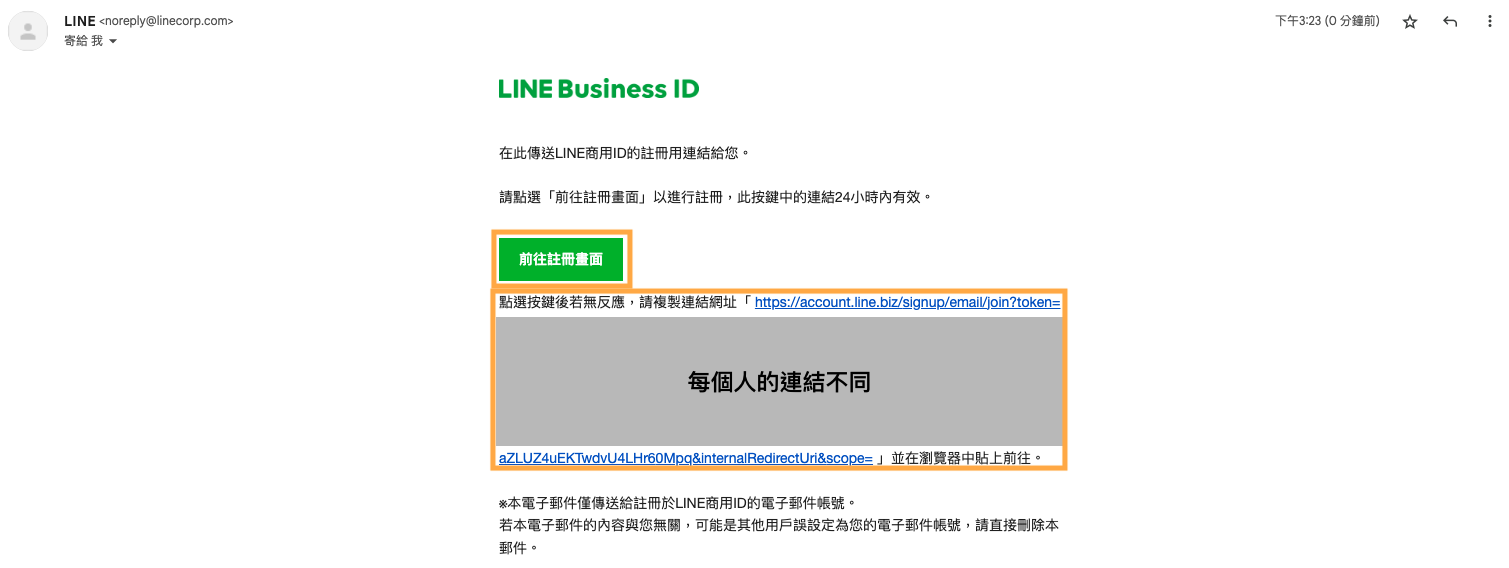 LINE <noreply@linecorp.com>
下午3:23 (0 分鐘前)
寄給 我
LINE Business ID
在此傳送LINE商用ID的註冊用連結給您。
請點選「前往註冊畫面」以進行註冊，此按鍵中的連結24小時內有效。
前往註冊畫面
點選按鍵後若無反應，請複製連結網址「 https://account.line.biz/signup/email/join?token=
每個人的連結不同
aZLUZ4uEKTwdvU4LHr60Mpq&internalRedirectUri&scope= 」並在瀏覽器中貼上前往。
※本電子郵件僅傳送給註冊於LINE商用ID的電子郵件帳號。
若本電子郵件的內容與您無關，可能是其他用戶誤設定為您的電子郵件帳號，請直接刪除本
郵件。